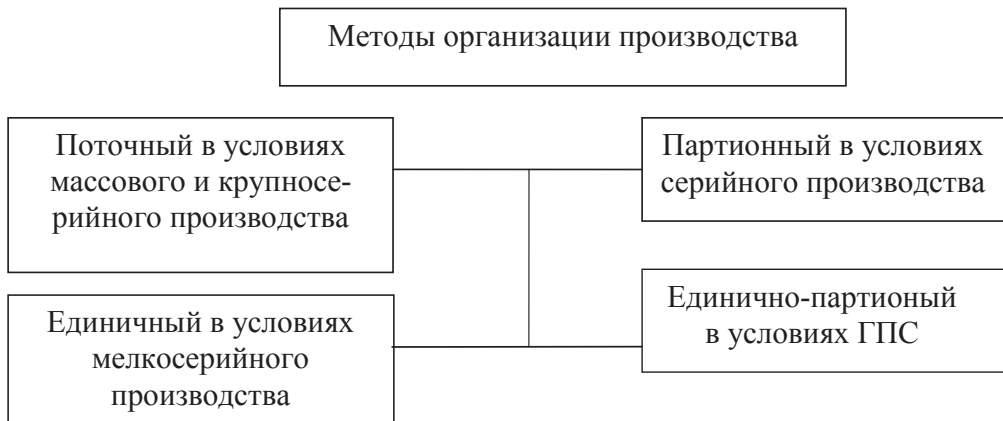 Методы организации производства
Поточный в условиях
массового и крупносе-
рийного производства
Партионный в условиях
серийного производства
Единичный в условиях
мелкосерийного
производства
Единично-партионый
в условиях ГПС